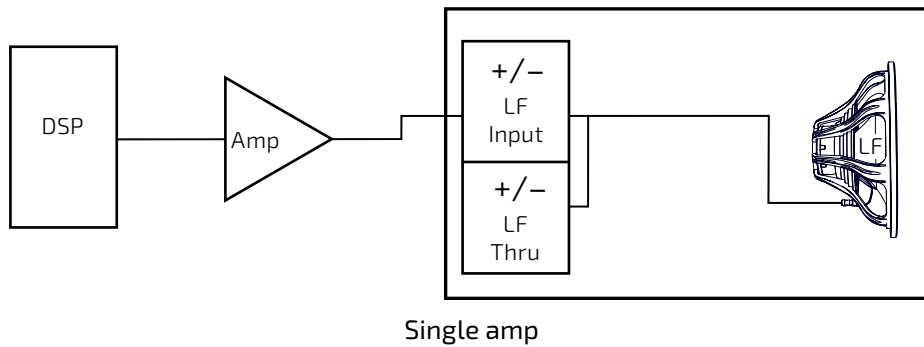 DSP
Amp
+/−
LF
Input
+/−
LF
Thru
LF
Single amp